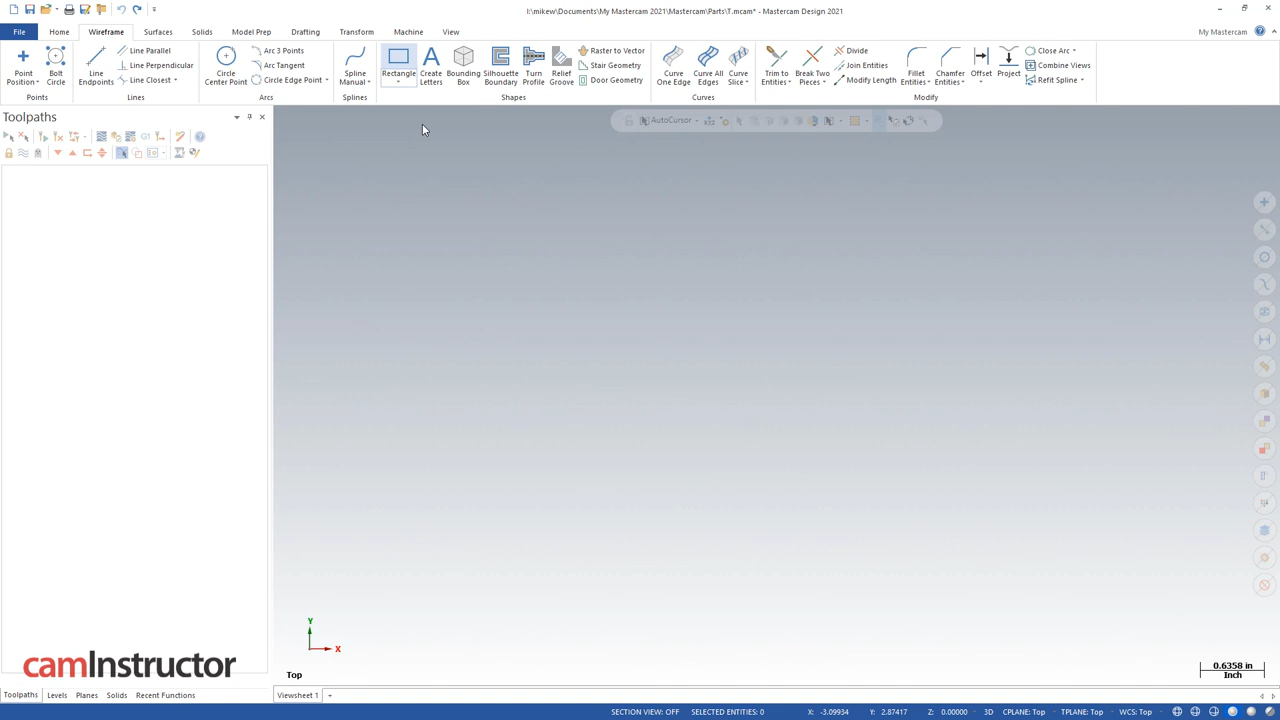 I:\mikew\Documents\My Mastercam 2021\Mastercam\Parts\T.mcam* - Mastercam Design 2021
File Home Wireframe Surfaces Solids Model Prep Drafting Transform Machine View My Mastercam
Point Position
Bolt Circle
Points
Line Endpoints
Line Parallel
Line Perpendicular
Line Closest
Lines
Circle Center Point
Arc 3 Points
Arc Tangent
Circle Edge Point
Arcs
Spline Manual
Splines
Rectangle
Create Letters
Bounding Box
Silhouette Boundary
Turn Profile
Relief Groove
Raster to Vector
Stair Geometry
Door Geometry
Shapes
Curve One Edge
Curve All Edges
Curve Slice
Curves
Trim to Entities
Break Two Pieces
Divide
Join Entities
Modify Length
Fillet Entities
Chamfer Entities
Offset
Project
Close Arc
Combine Views
Refit Spline
Modify
Toolpaths
G1
AutoCursor
Y
X
Top
camInstructor
0.6358 in
Inch
Toolpaths Levels Planes Solids Recent Functions
Viewsheet 1 +
SECTION VIEW: OFF SELECTED ENTITIES: 0 X: -3.09934 Y: 2.87417 Z: 0.00000 3D CPLANE: Top TPLANE: Top WCS: Top